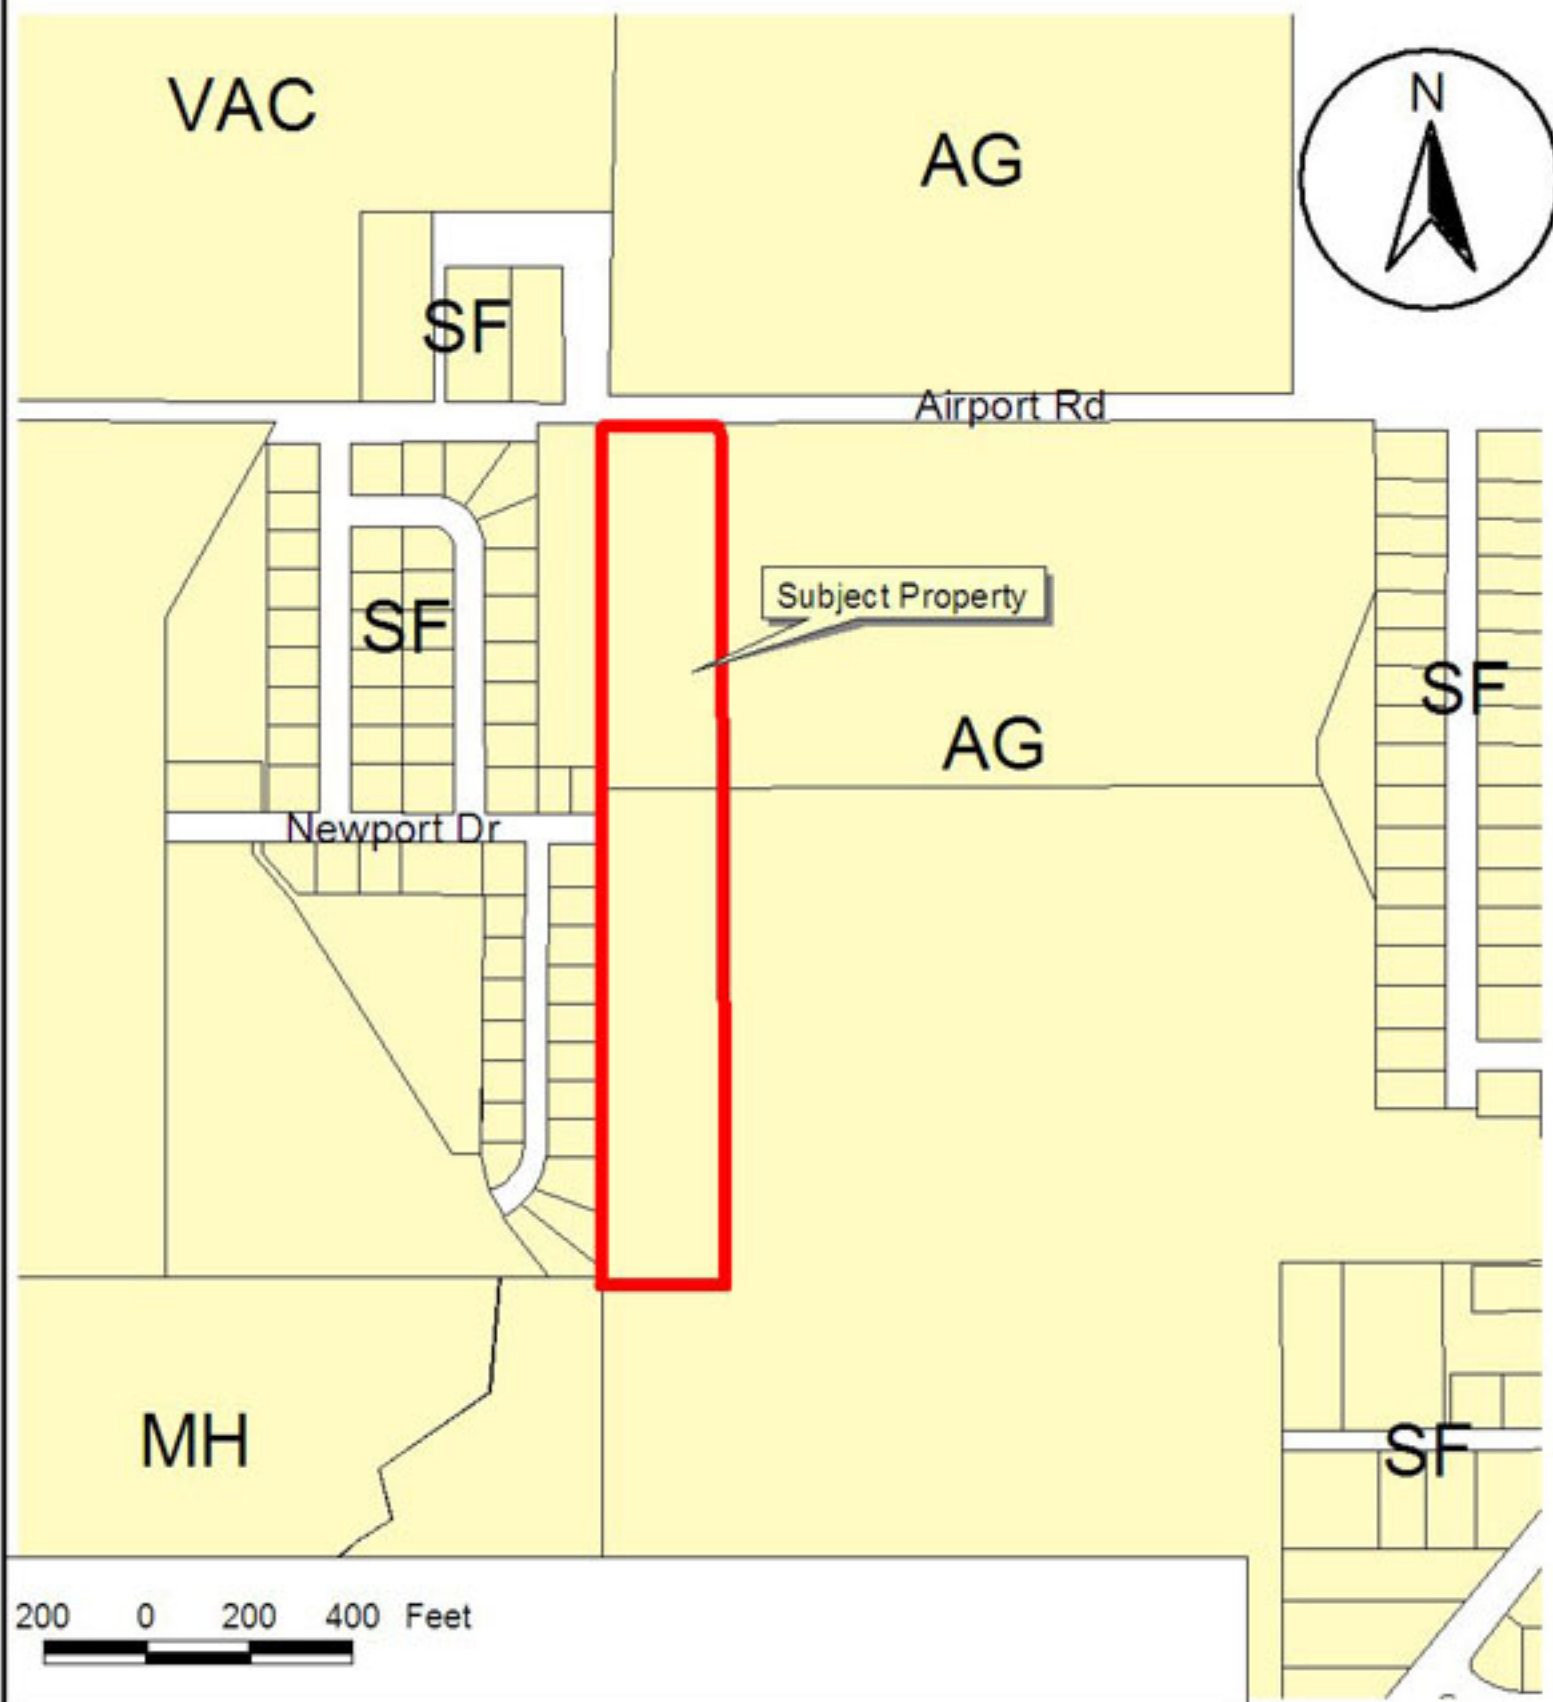 VAC
N
AG
SF
Airport Rd
Subject Property
SF
SF
AG
Newport Dr
MH
SF
200 0 200 400 Feet